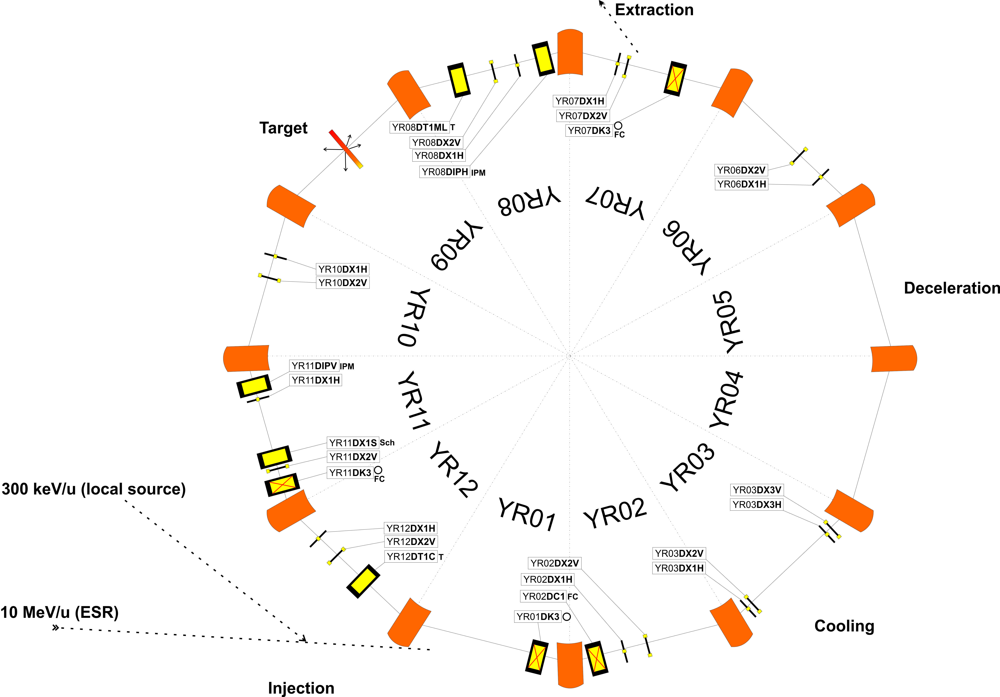 Extraction
Target
YR07DX1H
YR07DX2V
YR07DK3
FC
YR08DT1ML T
YR08DX2V
YR08DX1H
YR08DIPH IPM
YR06DX2V
YR06DX1H
YR08
YR07
YR09
YR06
YR10DX1H
YR10DX2V
Deceleration
YR10
YR05
YR11DIPV IPM
YR11DX1H
YR11
YR04
YR11DX1S Sch
YR11DX2V
YR11DK3
FC
YR12
YR03
300 keV/u (local source)
YR03DX3V
YR03DX3H
YR01
YR02
YR12DX1H
YR12DX2V
YR12DT1C T
YR03DX2V
YR03DX1H
YR02DX2V
YR02DX1H
YR02DC1 FC
YR01DK3
10 MeV/u (ESR)
Cooling
Injection